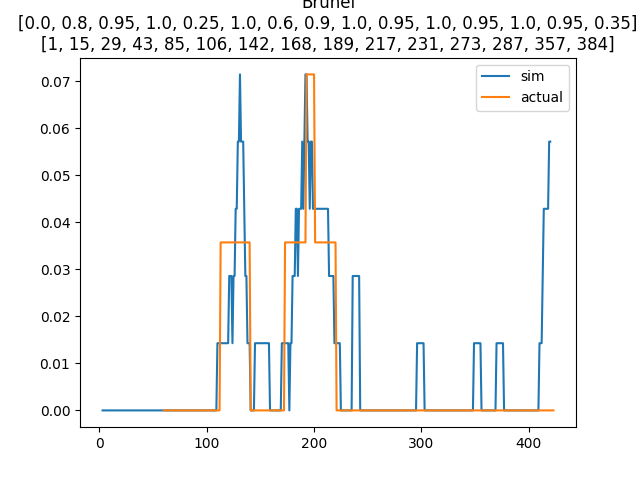 Brunei
[0.0, 0.8, 0.95, 1.0, 0.25, 1.0, 0.6, 0.9, 1.0, 0.95, 1.0, 0.95, 1.0, 0.95, 0.35]
[1, 15, 29, 43, 85, 106, 142, 168, 189, 217, 231, 273, 287, 357, 384]
sim
actual
0.07
0.06
0.05
0.04
0.03
0.02
0.01
0.00
0 100 200 300 400